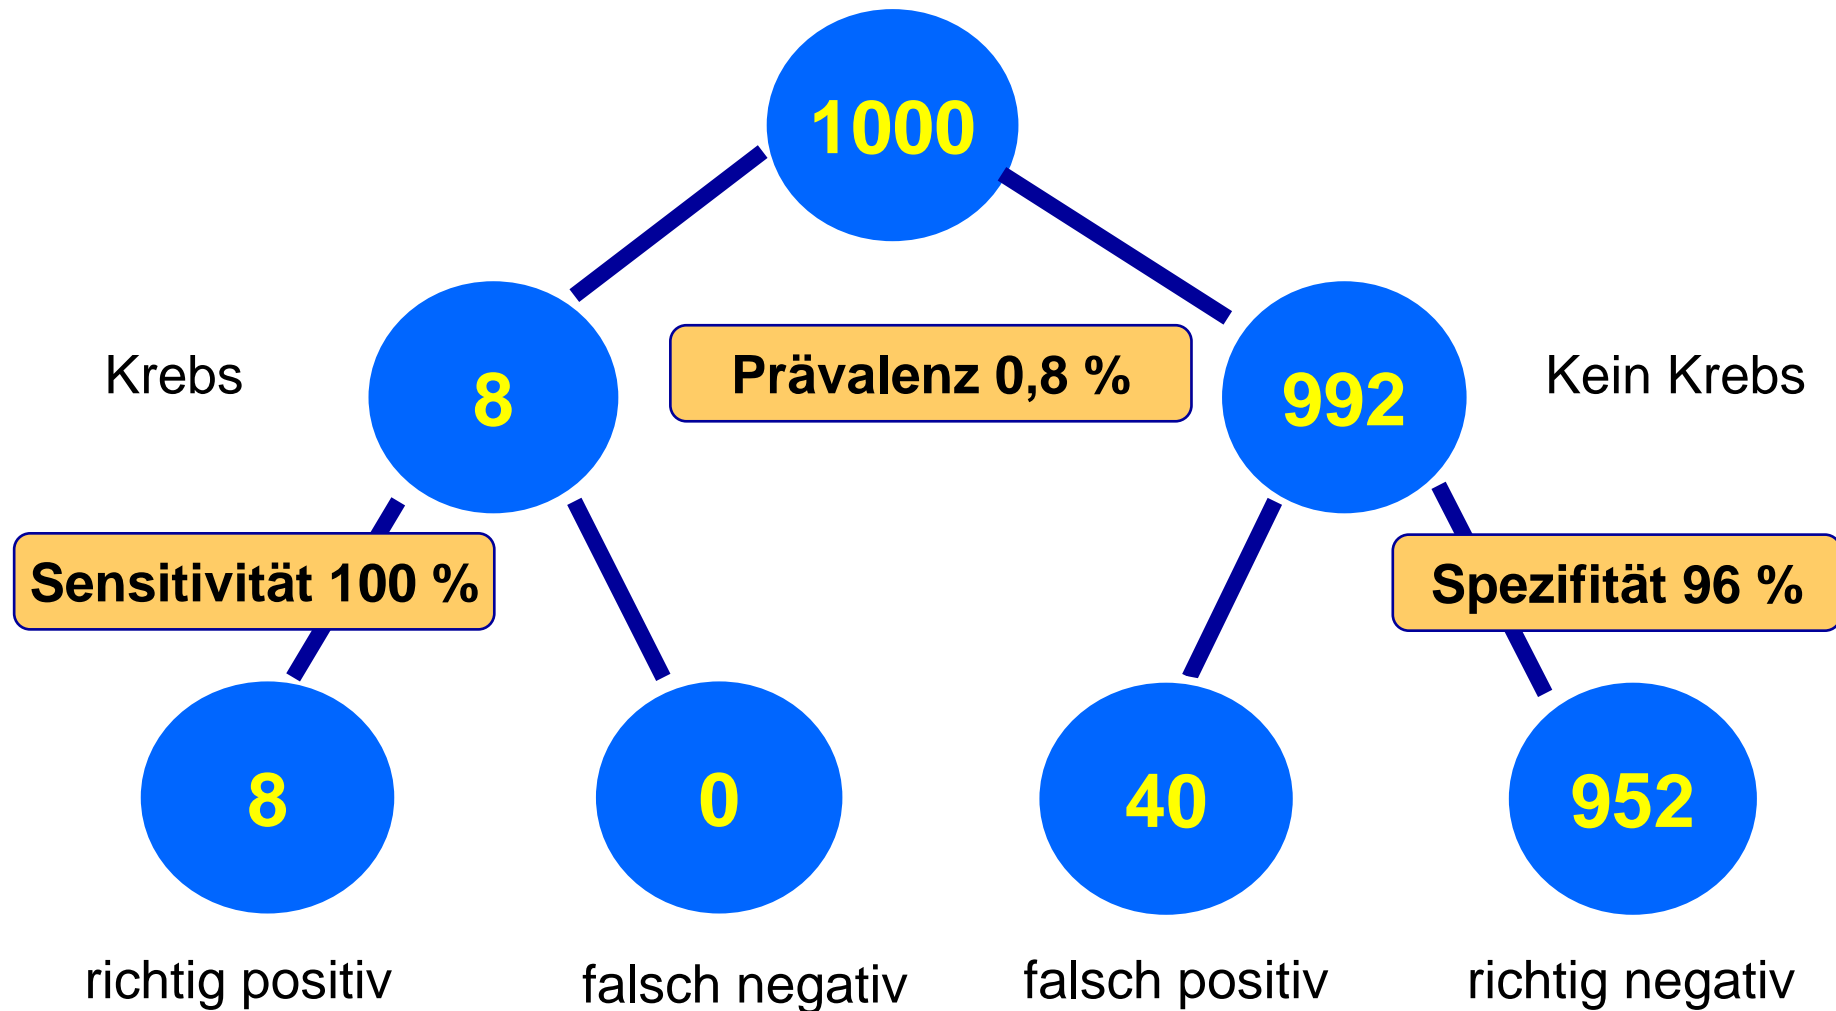 1000
Krebs
8
Prävalenz 0,8 %
992
Kein Krebs
Sensitivität 100 %
Spezifität 96 %
8
0
40
952
richtig positiv
falsch negativ
falsch positiv
richtig negativ